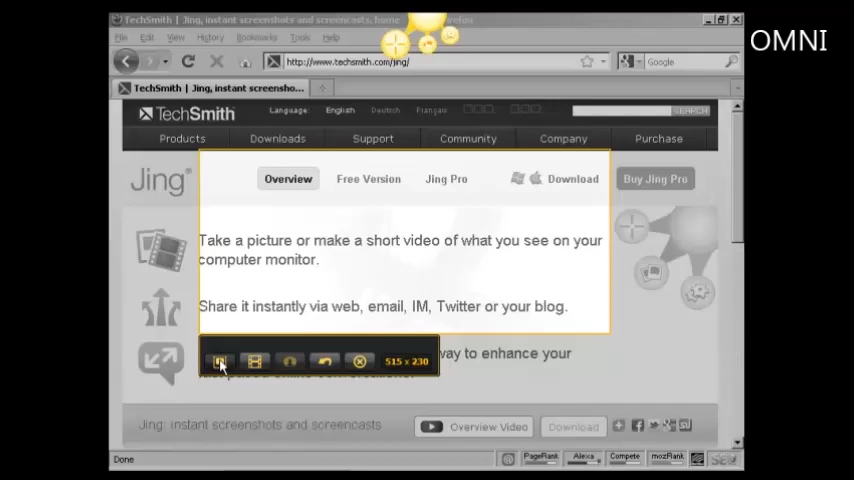 TechSmith | Jing, instant screenshots and screencasts, home
OMNI
File Edit View History Bookmarks Tools Help
http://www.techsmith.com/jing/
Google
TechSmith | Jing, instant screensho...
TechSmith
Language: English Deutsch Français
SEARCH
Products Downloads Support Community Company Purchase
Jing
Overview Free Version Jing Pro Download Buy Jing Pro
Take a picture or make a short video of what you see on your
computer monitor.
Share it instantly via web, email, IM, Twitter or your blog.
way to enhance your
515 x 230
Jing: instant screenshots and screencasts Overview Video Download
Done PageRank Alexa Compete mozRank